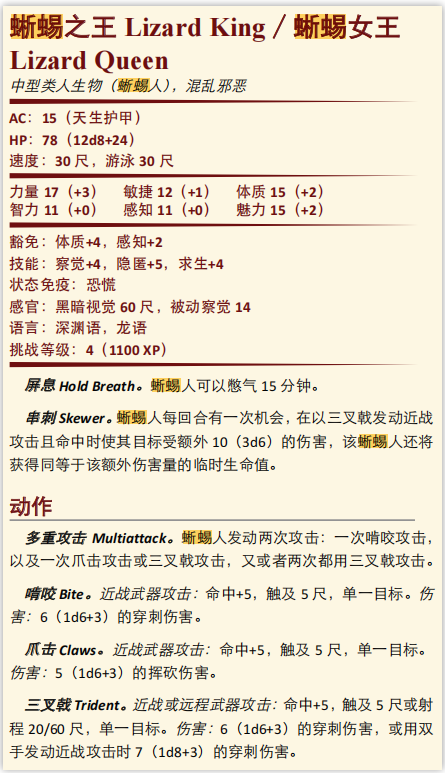 蜥蜴之王 Lizard King／蜥蜴女王
Lizard Queen
中型类人生物（蜥蜴人），混乱邪恶
AC：15（天生护甲）
HP：78（12d8+24）
速度：30 尺，游泳 30 尺
力量 17（+3） 敏捷 12（+1） 体质 15（+2）
智力 11（+0） 感知 11（+0） 魅力 15（+2）
豁免：体质+4，感知+2
技能：察觉+4，隐匿+5，求生+4
状态免疫：恐慌
感官：黑暗视觉 60 尺，被动察觉 14
语言：深渊语，龙语
挑战等级：4（1100 XP）
屏息 Hold Breath。蜥蜴人可以憋气 15 分钟。
串刺 Skewer。蜥蜴人每回合有一次机会，在以三叉戟发动近战
攻击且命中时使其目标受额外 10（3d6）的伤害，该蜥蜴人还将
获得同等于该额外伤害量的临时生命值。
动作
多重攻击 Multiattack。蜥蜴人发动两次攻击：一次啃咬攻击，
以及一次爪击攻击或三叉戟攻击，又或者两次都用三叉戟攻击。
啃咬 Bite。近战武器攻击：命中+5，触及 5 尺，单一目标。伤
害：6（1d6+3）的穿刺伤害。
爪击 Claws。近战武器攻击：命中+5，触及 5 尺，单一目标。
伤害：5（1d6+3）的挥砍伤害。
三叉戟 Trident。近战或远程武器攻击：命中+5，触及 5 尺或射
程 20/60 尺，单一目标。伤害：6（1d6+3）的穿刺伤害，或用双
手发动近战攻击时 7（1d8+3）的穿刺伤害。